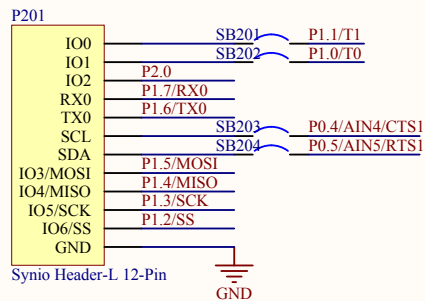 P201
IO0 SB201 P1.1/T1
IO1 SB202 P1.0/T0
IO2 P2.0
RX0 P1.7/RX0
TX0 P1.6/TX0
SCL SB203 P0.4/AIN4/CTS1
SDA SB204 P0.5/AIN5/RTS1
IO3/MOSI P1.5/MOSI
IO4/MISO P1.4/MISO
IO5/SCK P1.3/SCK
IO6/SS P1.2/SS
GND
Synio Header-L 12-Pin
GND